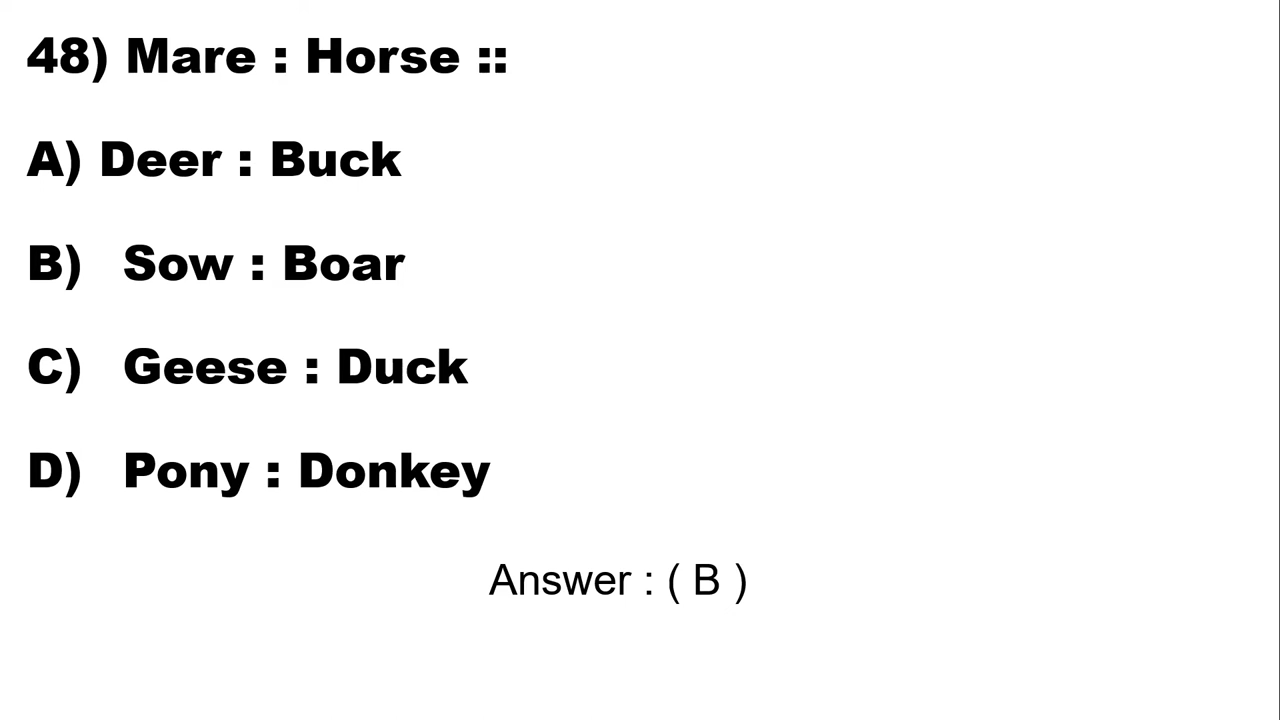 48) Mare : Horse ::
A) Deer : Buck
B) Sow : Boar
C) Geese : Duck
D) Pony : Donkey
Answer : ( B )